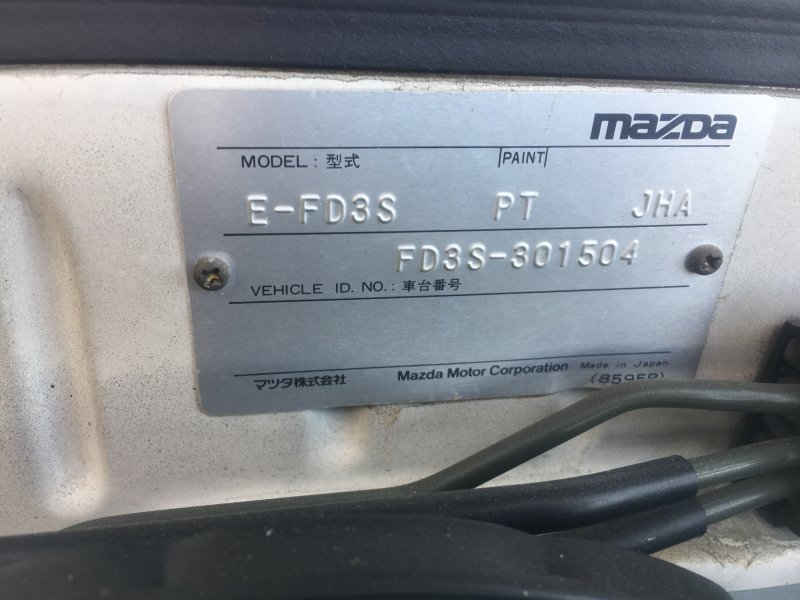 mazda
MODEL : 型式 PAINT
E-FD3S PT JHA
FD3S-301504
VEHICLE ID. NO. : 車台番号
マツダ株式会社 Mazda Motor Corporation Made in Japan
(8595B)